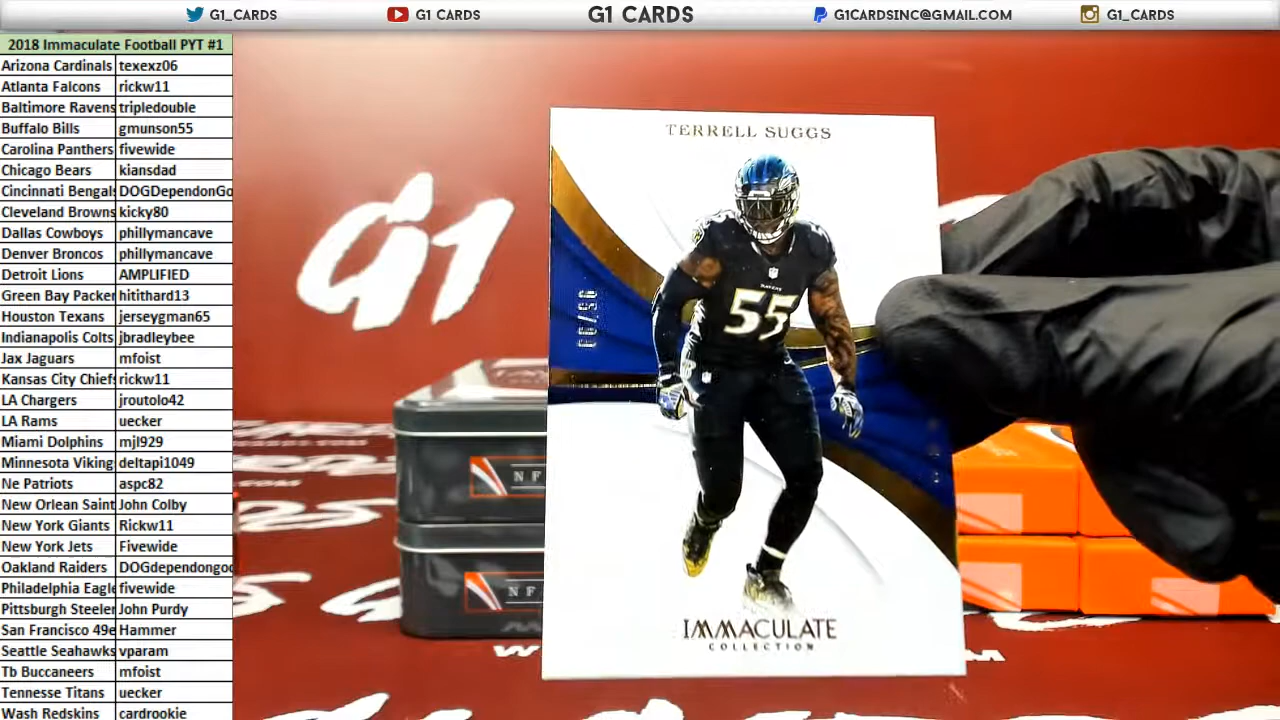 G1_CARDS
G1 CARDS
G1 CARDS
G1CARDSINC@GMAIL.COM
G1_CARDS
2018 Immaculate Football PYT #1
Arizona Cardinals texexz06
Atlanta Falcons rickw11
Baltimore Ravens tripledouble
Buffalo Bills gmunson55
Carolina Panthers fivewide
Chicago Bears kiansdad
Cincinnati Bengals DOGDependonGo
Cleveland Browns kicky80
Dallas Cowboys phillymancave
Denver Broncos phillymancave
Detroit Lions AMPLIFIED
Green Bay Packer hitithard13
Houston Texans jerseygman65
Indianapolis Colts jbradleybee
Jax Jaguars mfoist
Kansas City Chiefs rickw11
LA Chargers jroutolo42
LA Rams uecker
Miami Dolphins mjl929
Minnesota Viking deltapi1049
Ne Patriots aspc82
New Orlean Saint John Colby
New York Giants Rickw11
New York Jets Fivewide
Oakland Raiders DOGdependongod
Philadelphia Eagle fivewide
Pittsburgh Steeler John Purdy
San Francisco 49e Hammer
Seattle Seahawks vparam
Tb Buccaneers mfoist
Tennesse Titans uecker
Wash Redskins cardrookie
G1
TERRELL SUGGS
RAVENS
55
IMMACULATE
COLLECTION
NF
NF